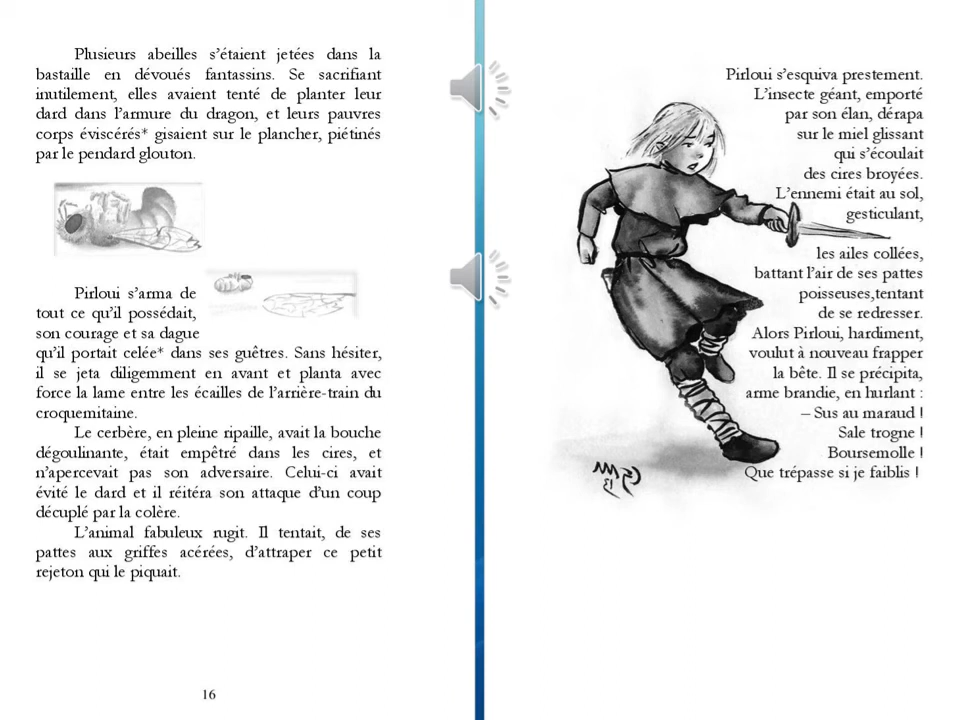 Plusieurs abeilles s’étaient jetées dans la
bastaille en dévoués fantassins. Se sacrifiant
inutilement, elles avaient tenté de planter leur
dard dans l’armure du dragon, et leurs pauvres
corps éviscérés* gisaient sur le plancher, piétinés
par le pendard glouton.
Pirloui s’arma de
tout ce qu’il possédait,
son courage et sa dague
qu’il portait celée* dans ses guêtres. Sans hésiter,
il se jeta diligemment en avant et planta avec
force la lame entre les écailles de l’arrière-train du
croquemitaine.
Le cerbère, en pleine ripaille, avait la bouche
dégoulinante, était empêtré dans les cires, et
n’apercevait pas son adversaire. Celui-ci avait
évité le dard et il réitéra son attaque d’un coup
décuplé par la colère.
L’animal fabuleux rugit. Il tentait, de ses
pattes aux griffes acérées, d’attraper ce petit
rejeton qui le piquait.
16
Pirloui s’esquiva prestement.
L’insecte géant, emporté
par son élan, dérapa
sur le miel glissant
qui s’écoulait
des cires broyées.
L’ennemi était au sol,
gesticulant,
les ailes collées,
battant l’air de ses pattes
poisseuses,tentant
de se redresser.
Alors Pirloui, hardiment,
voulut à nouveau frapper
la bête. Il se précipita,
arme brandie, en hurlant :
– Sus au maraud !
Sale trogne !
Boursemolle !
Que trépasse si je faiblis !